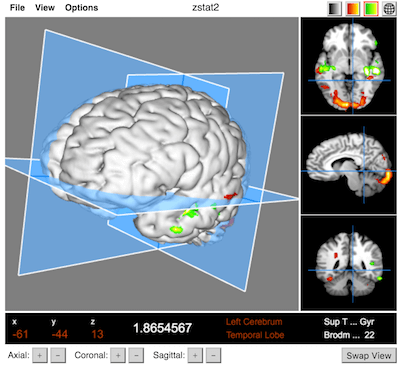 File View Options zstat2
x y z
-61 -44 13
1.8654567
Left Cerebrum
Temporal Lobe
Sup T ... Gyr
Brodm ... 22
Axial: + - Coronal: + - Sagittal: + - Swap View